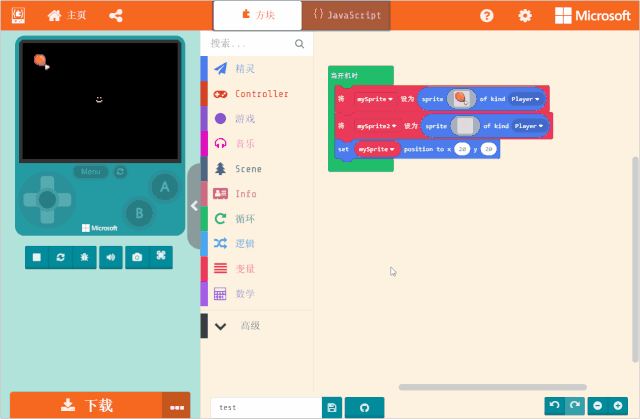 主页
方块
JavaScript
Microsoft
搜索...
精灵
Controller
游戏
音乐
Scene
Info
循环
逻辑
变量
数学
高级
Menu
A
B
Microsoft
当开机时
将 mySprite 设为 sprite of kind Player
将 mySprite2 设为 sprite of kind Player
set mySprite position to x 20 y 20
下载
test